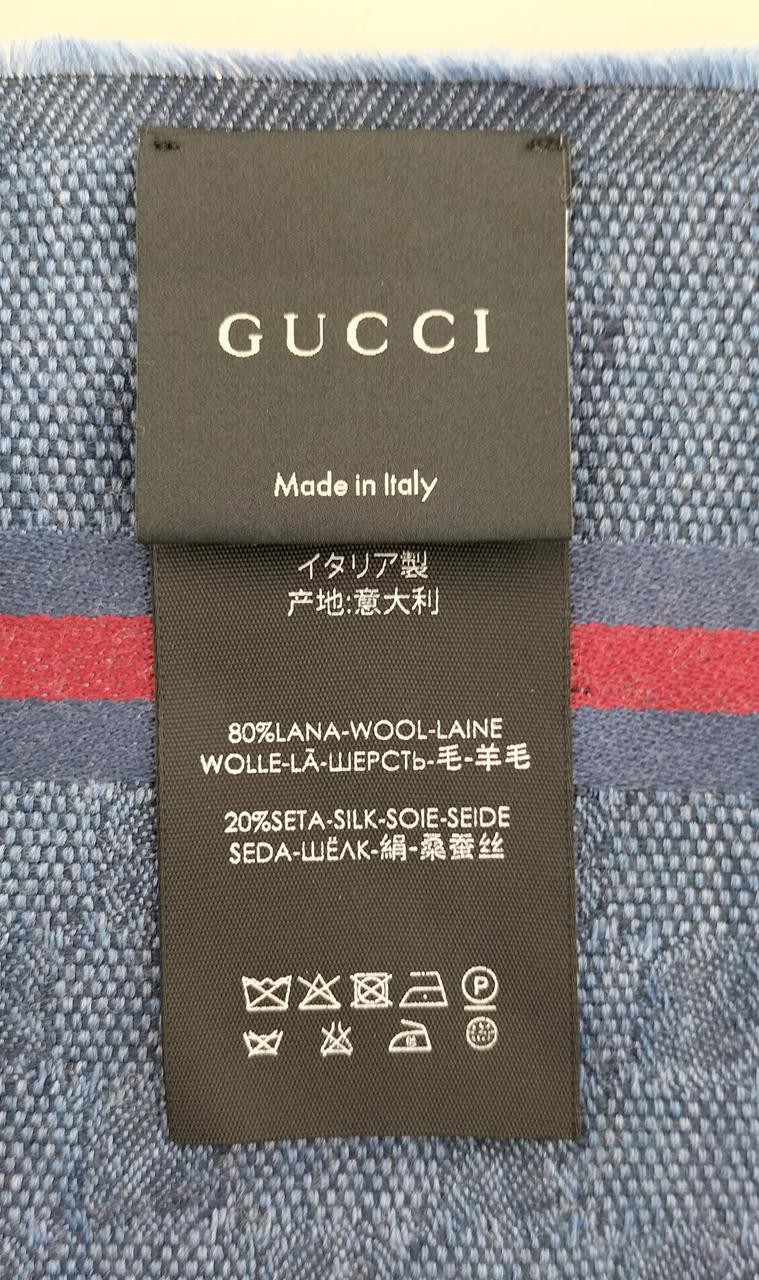 GUCCI
Made in Italy
イタリア製
产地:意大利
80%LANA-WOOL-LAINE
WOLLE-LÃ-ШЕРСТЬ-毛-羊毛
20%SETA-SILK-SOIE-SEIDE
SEDA-ШЁΛК-絹-桑蚕丝
P